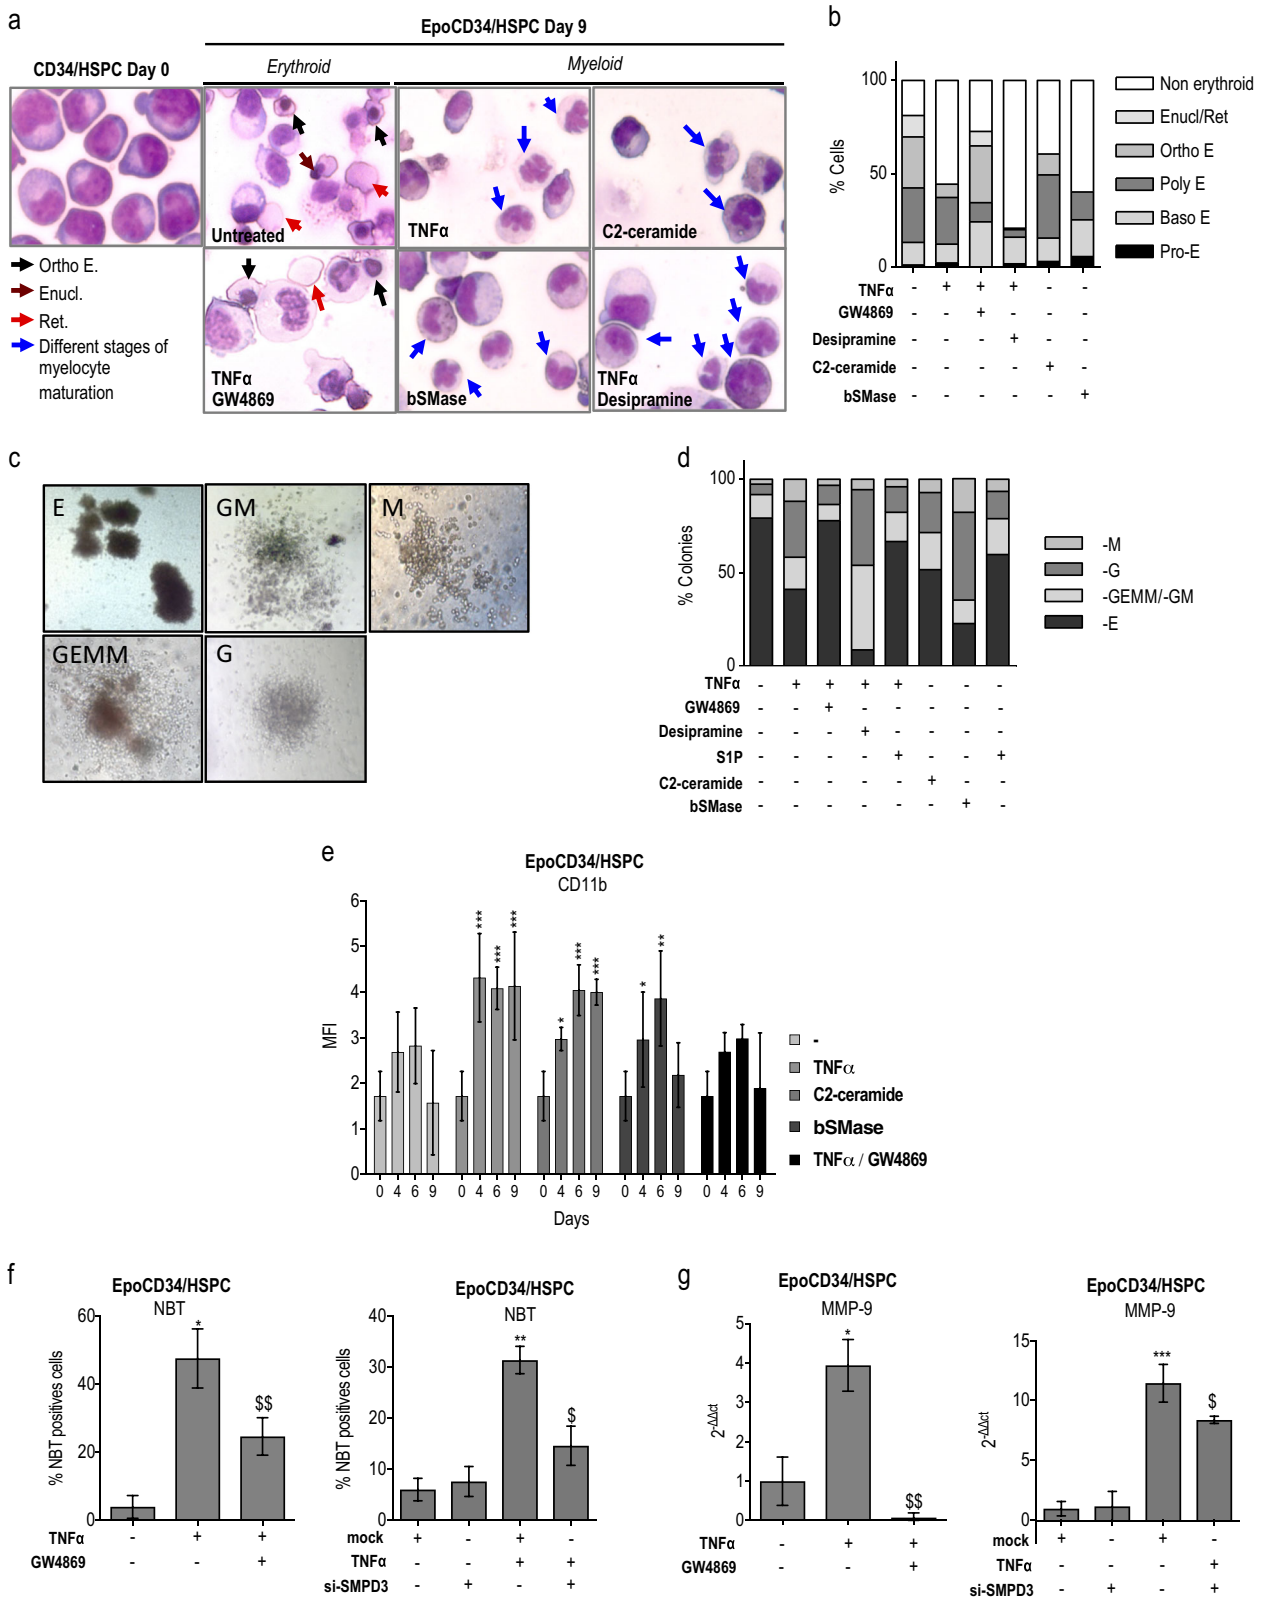 a
EpoCD34/HSPC Day 9
CD34/HSPC Day 0
Erythroid
Myeloid
Untreated
TNFα
C2-ceramide
Ortho E.
Enucl.
Ret.
Different stages of
myelocyte
maturation
TNFα
GW4869
bSMase
TNFα
Desipramine
b
100
50
0
% Cells
Non erythroid
Enucl/Ret
Ortho E
Poly E
Baso E
Pro-E
TNFα - + + + - -
GW4869 - - + - - -
Desipramine - - - + - -
C2-ceramide - - - - + -
bSMase - - - - - +
c
E
GM
M
GEMM
G
d
100
50
0
% Colonies
-M
-G
-GEMM/-GM
-E
TNFα - + + + + - - -
GW4869 - - + - - - - -
Desipramine - - - + - - - -
S1P - - - - + - - +
C2-ceramide - - - - - + - -
bSMase - - - - - - + -
e
EpoCD34/HSPC
CD11b
6
5
4
3
2
1
0
MFI
*** *** ***
* *** ***
* **
0 4 6 9 0 4 6 9 0 4 6 9 0 4 6 9 0 4 6 9
Days
-
TNFα
C2-ceramide
bSMase
TNFα / GW4869
f
EpoCD34/HSPC
NBT
60
40
20
0
% NBT positives cells
*
$$
TNFα - + +
GW4869 - - +
EpoCD34/HSPC
NBT
40
30
20
10
0
% NBT positives cells
**
$
mock + - + -
TNFα - - + +
si-SMPD3 - + - +
g
EpoCD34/HSPC
MMP-9
5
4
3
2
1
0
2-ΔΔct
*
$$
TNFα - + +
GW4869 - - +
EpoCD34/HSPC
MMP-9
15
10
5
0
2-ΔΔct
***
$
mock + - + -
TNFα - - - +
si-SMPD3 - + - +